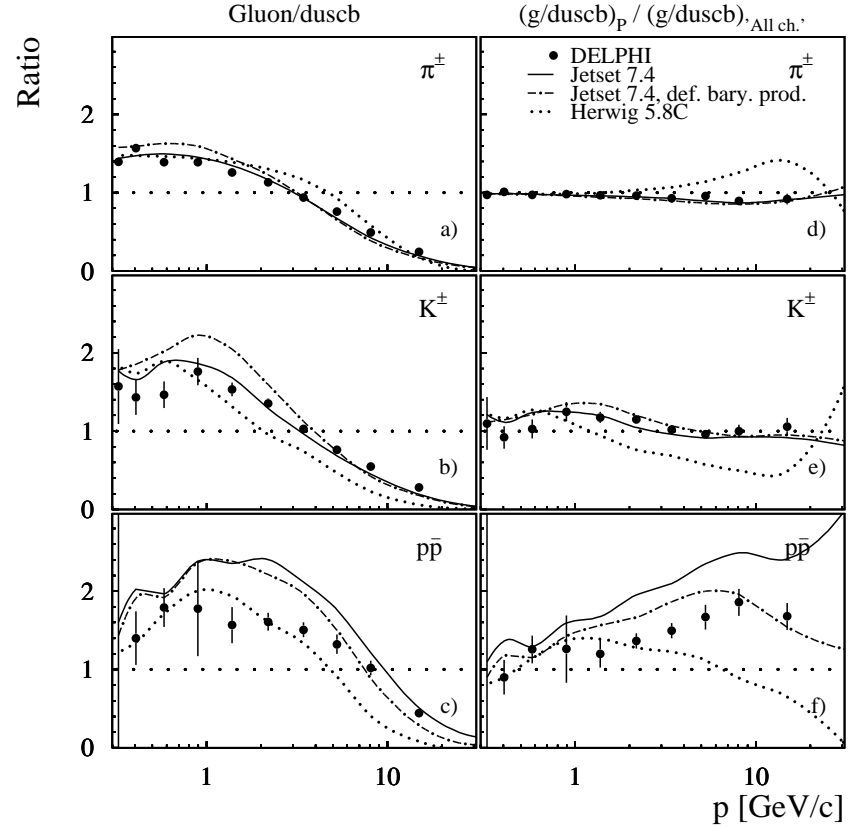 Gluon/duscb
(g/duscb)P / (g/duscb)'All ch.'
Ratio
π±
π±
DELPHI
Jetset 7.4
Jetset 7.4, def. bary. prod.
Herwig 5.8C
2
1
0
a)
d)
K±
K±
2
1
0
b)
e)
pp̄
pp̄
2
1
0
c)
f)
1
10
1
10
p [GeV/c]